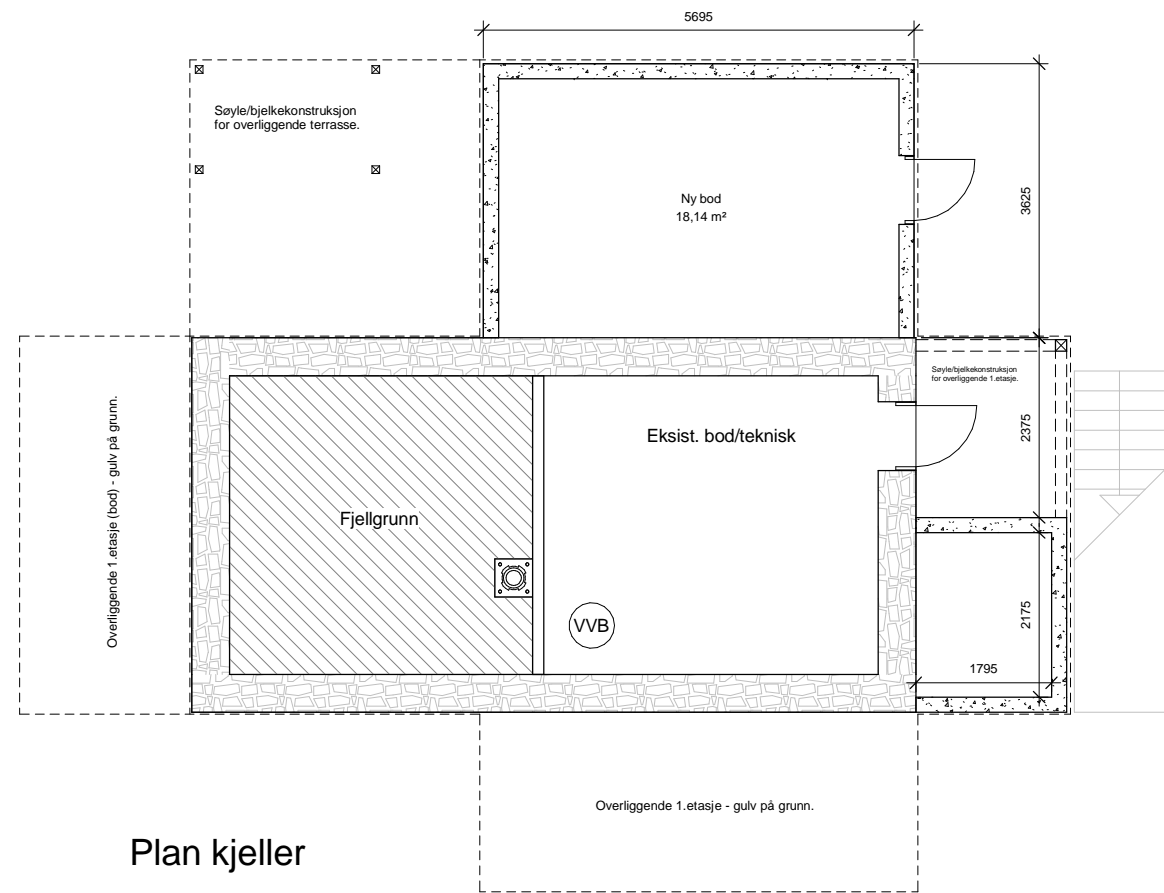 5695
Søyle/bjelkekonstruksjon
for overliggende terrasse.
Ny bod
18,14 m²
3625
Søyle/bjelkekonstruksjon
for overliggende 1.etasje.
2375
Eksist. bod/teknisk
Overliggende 1.etasje (bod) - gulv på grunn.
Fjellgrunn
VVB
2175
1795
Overliggende 1.etasje - gulv på grunn.
Plan kjeller